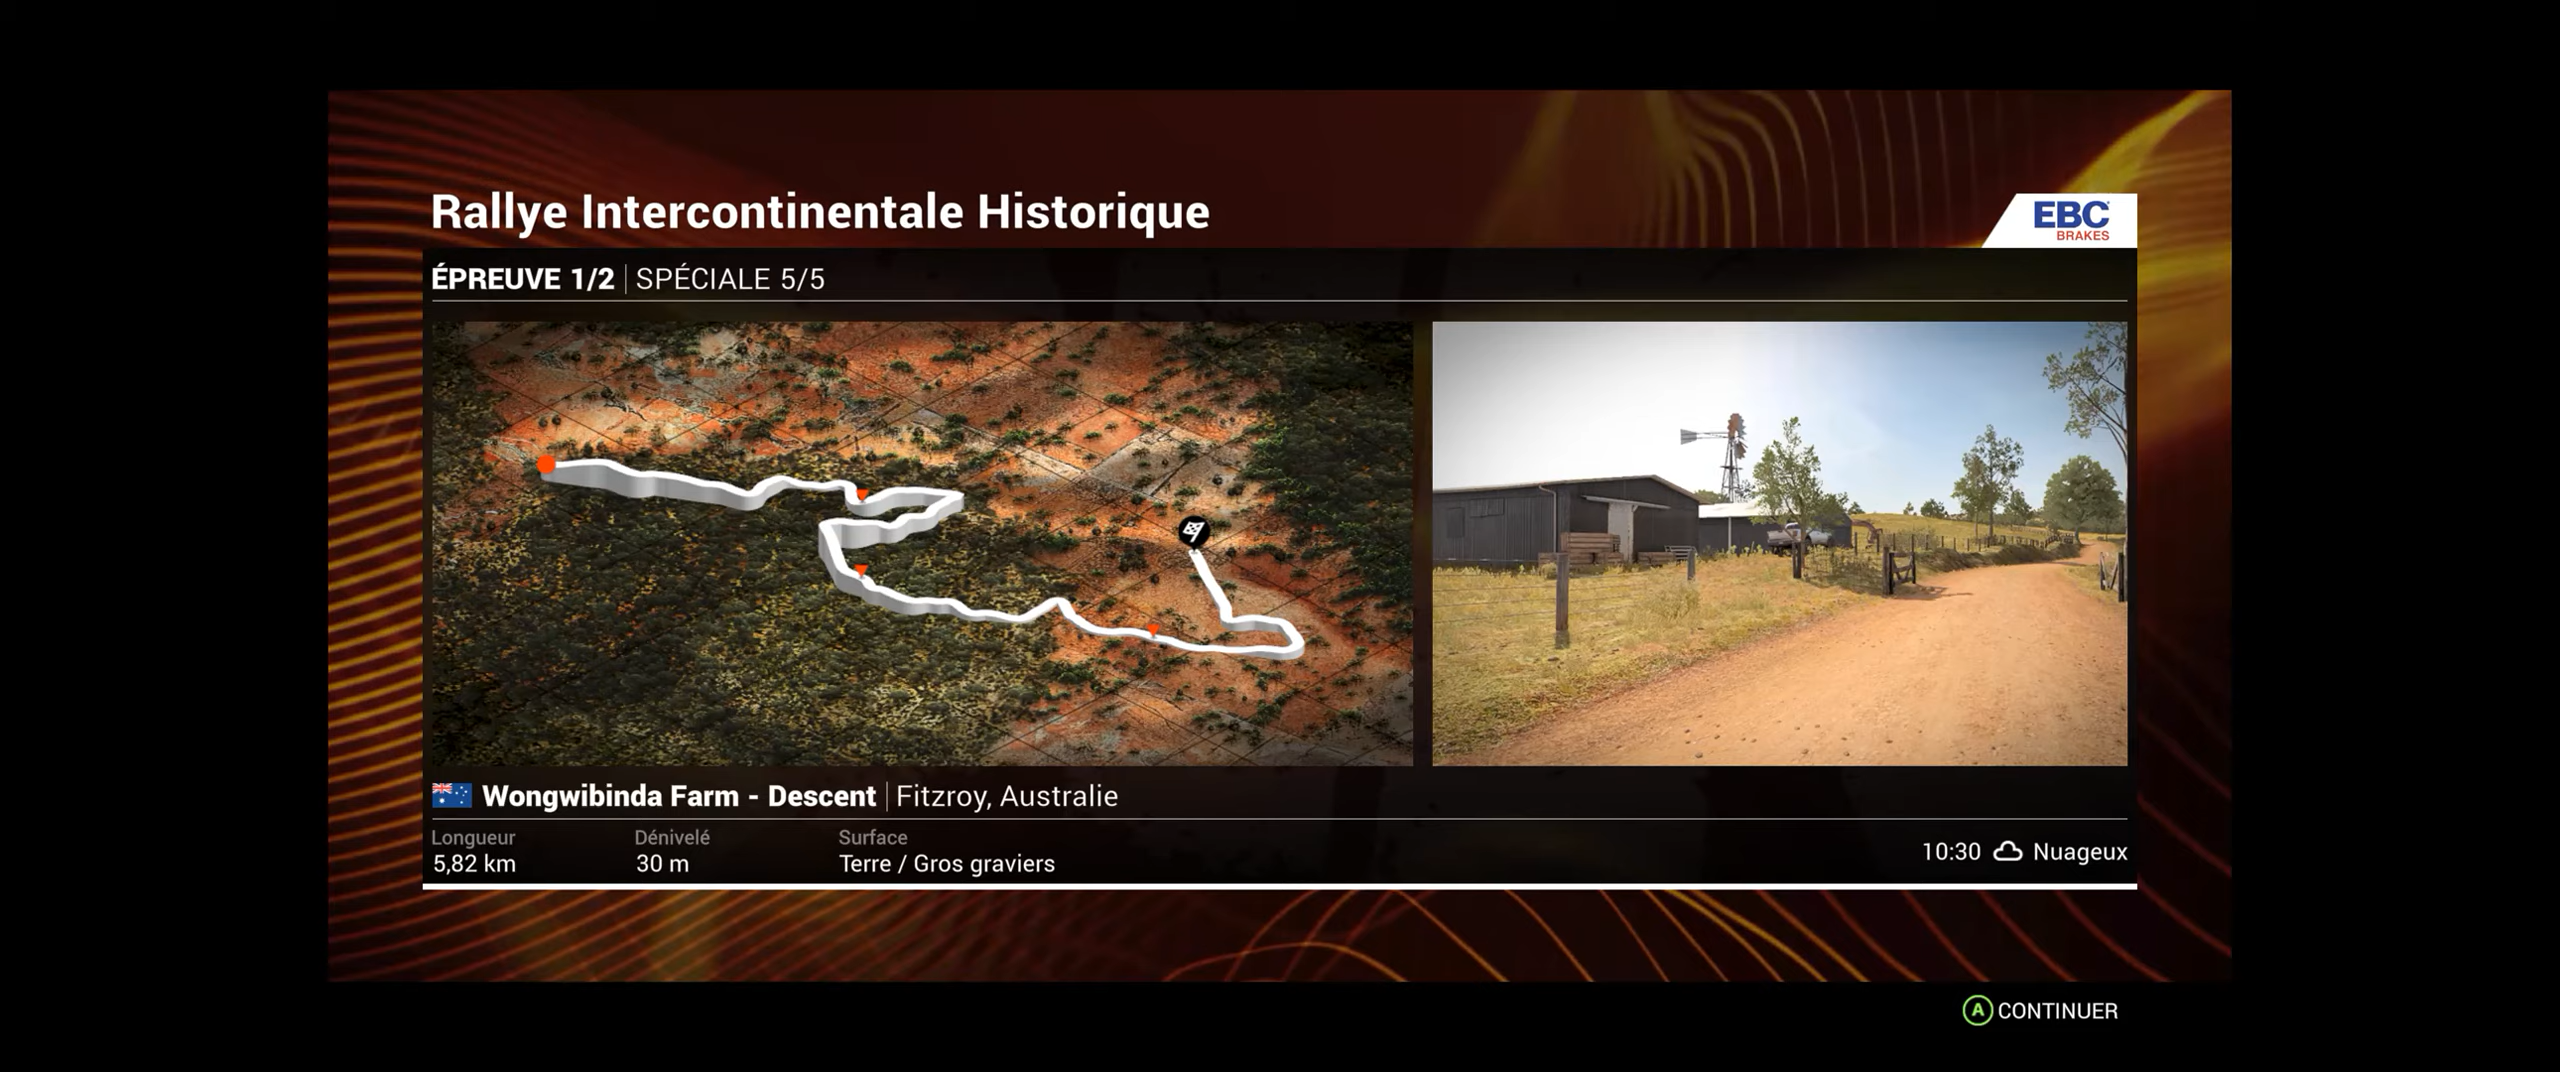 Rallye Intercontinentale Historique
EBC
BRAKES
ÉPREUVE 1/2 | SPÉCIALE 5/5
Wongwibinda Farm - Descent | Fitzroy, Australie
Longueur Dénivelé Surface
5,82 km 30 m Terre / Gros graviers
10:30 Nuageux
A CONTINUER